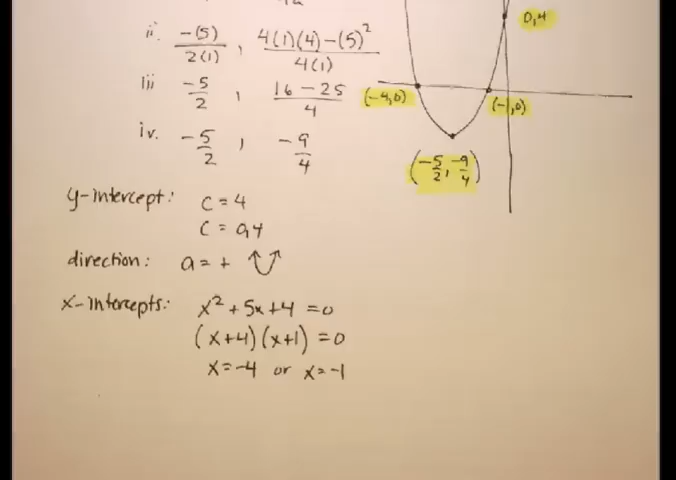 4a
ii. -(5)/2(1) , 4(1)(4)-(5)²/4(1)
iii -5/2 , 16-25/4
iv. -5/2 , -9/4
y-intercept: c = 4
c = 0,4
direction: a = +
x-intercepts: x² + 5x + 4 = 0
(x+4)(x+1) = 0
x = -4 or x = -1
0,4
(-4,0)
(-1,0)
(-5/2, -9/4)